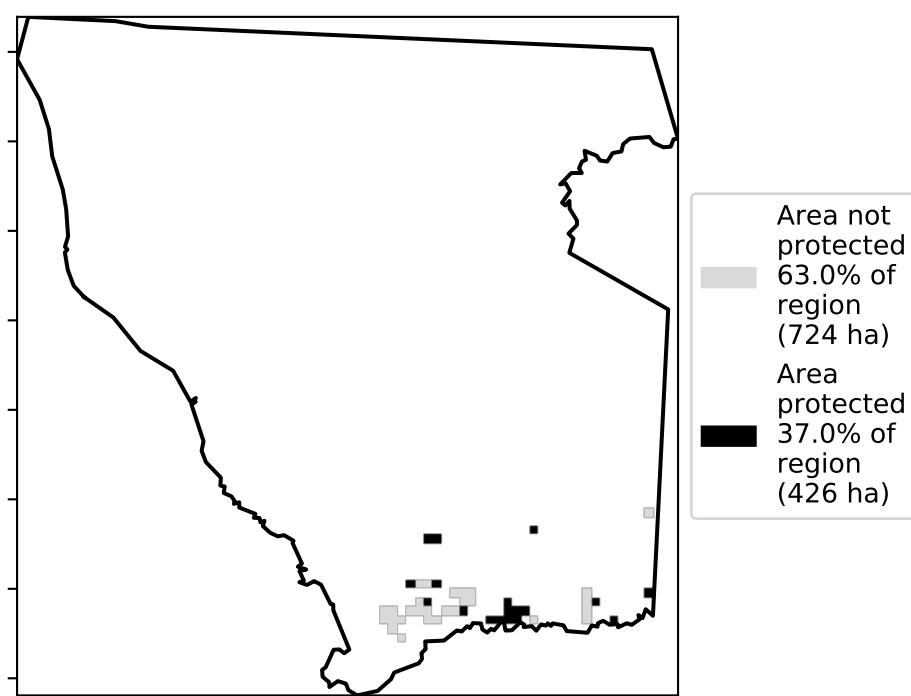 Area not
protected
63.0% of
region
(724 ha)
Area
protected
37.0% of
region
(426 ha)